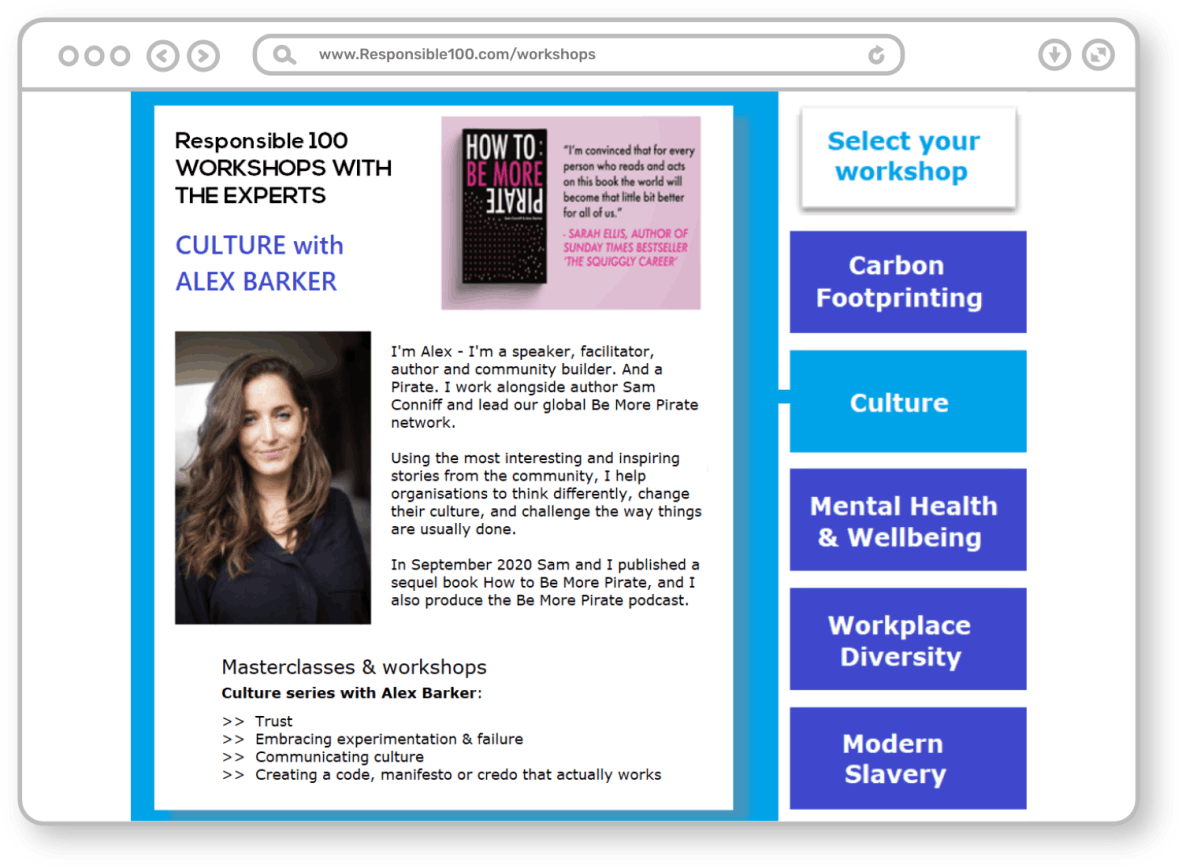 www.Responsible100.com/workshops
Responsible 100
WORKSHOPS WITH
THE EXPERTS
CULTURE with
ALEX BARKER
HOW TO:
BE MORE
PIRATE
Sam Conniff & Alex Barker
“I'm convinced that for every
person who reads and acts
on this book the world will
become that little bit better
for all of us.”
- SARAH ELLIS, AUTHOR OF
SUNDAY TIMES BESTSELLER
‘THE SQUIGGLY CAREER’
I'm Alex - I'm a speaker, facilitator,
author and community builder. And a
Pirate. I work alongside author Sam
Conniff and lead our global Be More Pirate
network.
Using the most interesting and inspiring
stories from the community, I help
organisations to think differently, change
their culture, and challenge the way things
are usually done.
In September 2020 Sam and I published a
sequel book How to Be More Pirate, and I
also produce the Be More Pirate podcast.
Masterclasses & workshops
Culture series with Alex Barker:
>> Trust
>> Embracing experimentation & failure
>> Communicating culture
>> Creating a code, manifesto or credo that actually works
Select your
workshop
Carbon
Footprinting
Culture
Mental Health
& Wellbeing
Workplace
Diversity
Modern
Slavery